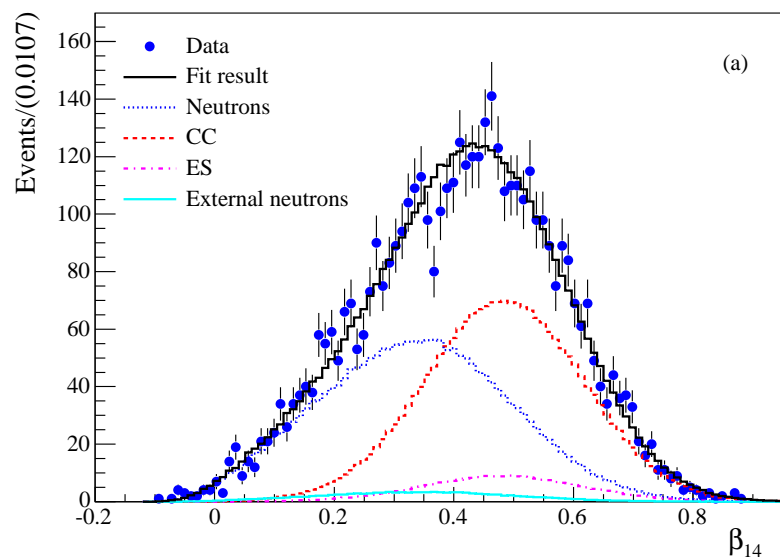 Events/(0.0107)
160
140
120
100
80
60
40
20
0
Data
Fit result
Neutrons
CC
ES
External neutrons
(a)
-0.2 0 0.2 0.4 0.6 0.8
β14